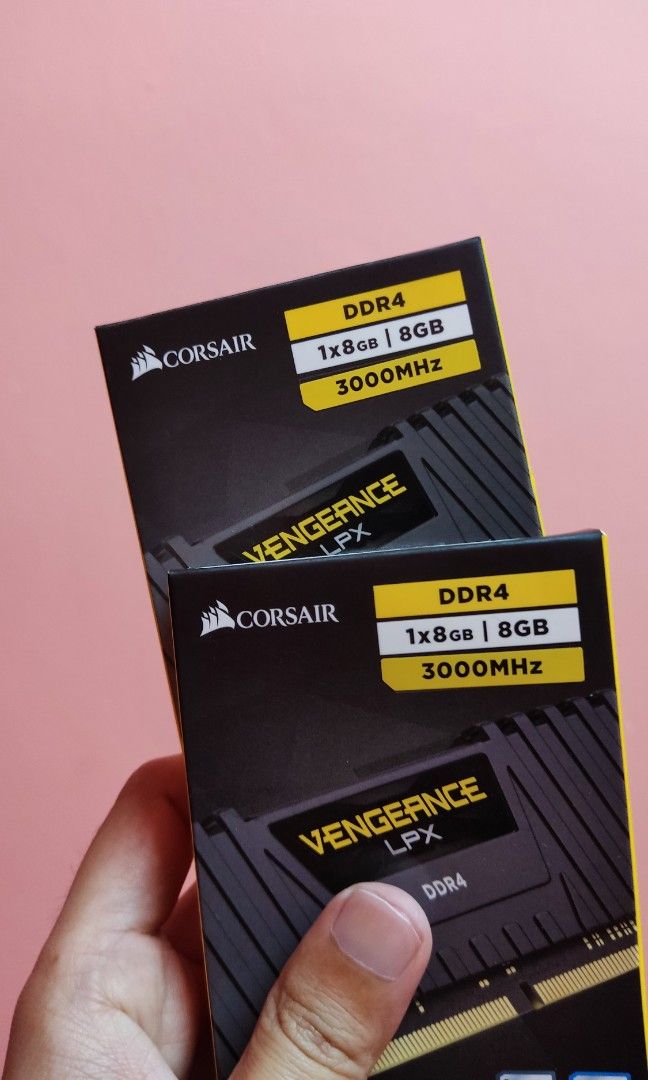 CORSAIR
DDR4
1x8GB | 8GB
3000MHz
VENGEANCE
LPX
CORSAIR
DDR4
1x8GB | 8GB
3000MHz
VENGEANCE
LPX
DDR4